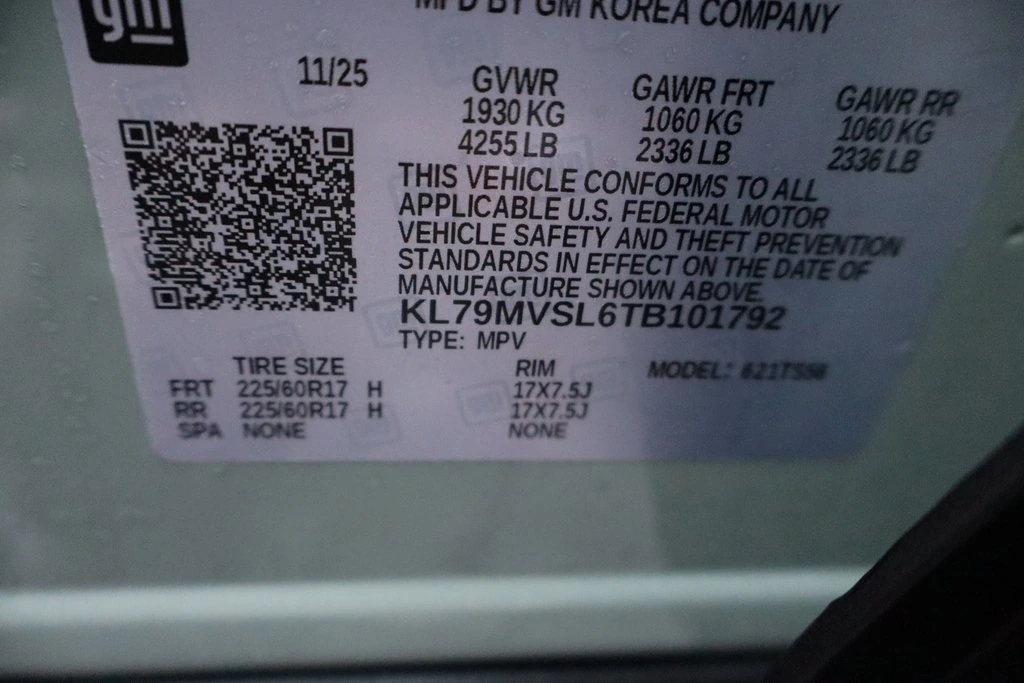 gm
MFD BY GM KOREA COMPANY
11/25 GVWR GAWR FRT GAWR RR
1930 KG 1060 KG 1060 KG
4255 LB 2336 LB 2336 LB
THIS VEHICLE CONFORMS TO ALL
APPLICABLE U.S. FEDERAL MOTOR
VEHICLE SAFETY AND THEFT PREVENTION
STANDARDS IN EFFECT ON THE DATE OF
MANUFACTURE SHOWN ABOVE.
KL79MVSL6TB101792
TYPE: MPV
TIRE SIZE RIM MODEL:
FRT 225/60R17 H 17X7.5J
RR 225/60R17 H 17X7.5J
SPA NONE NONE